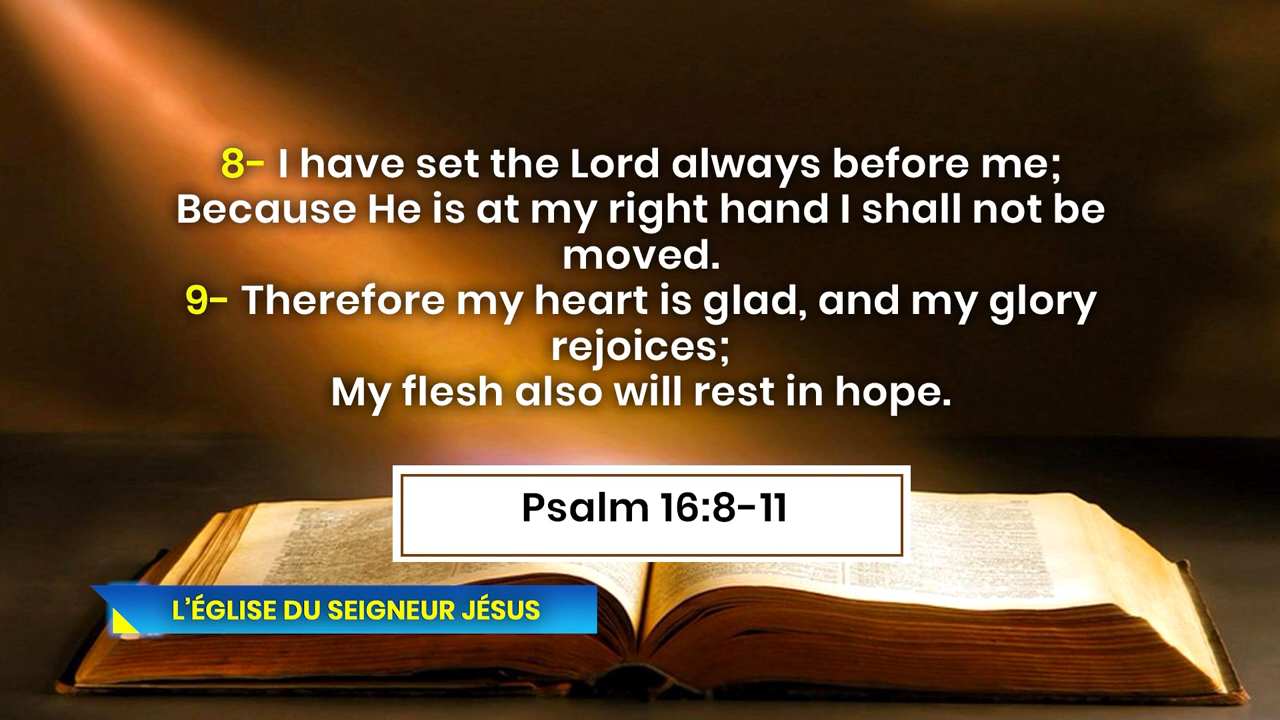 8- I have set the Lord always before me;
Because He is at my right hand I shall not be
moved.
9- Therefore my heart is glad, and my glory
rejoices;
My flesh also will rest in hope.
Psalm 16:8-11
L’ÉGLISE DU SEIGNEUR JÉSUS